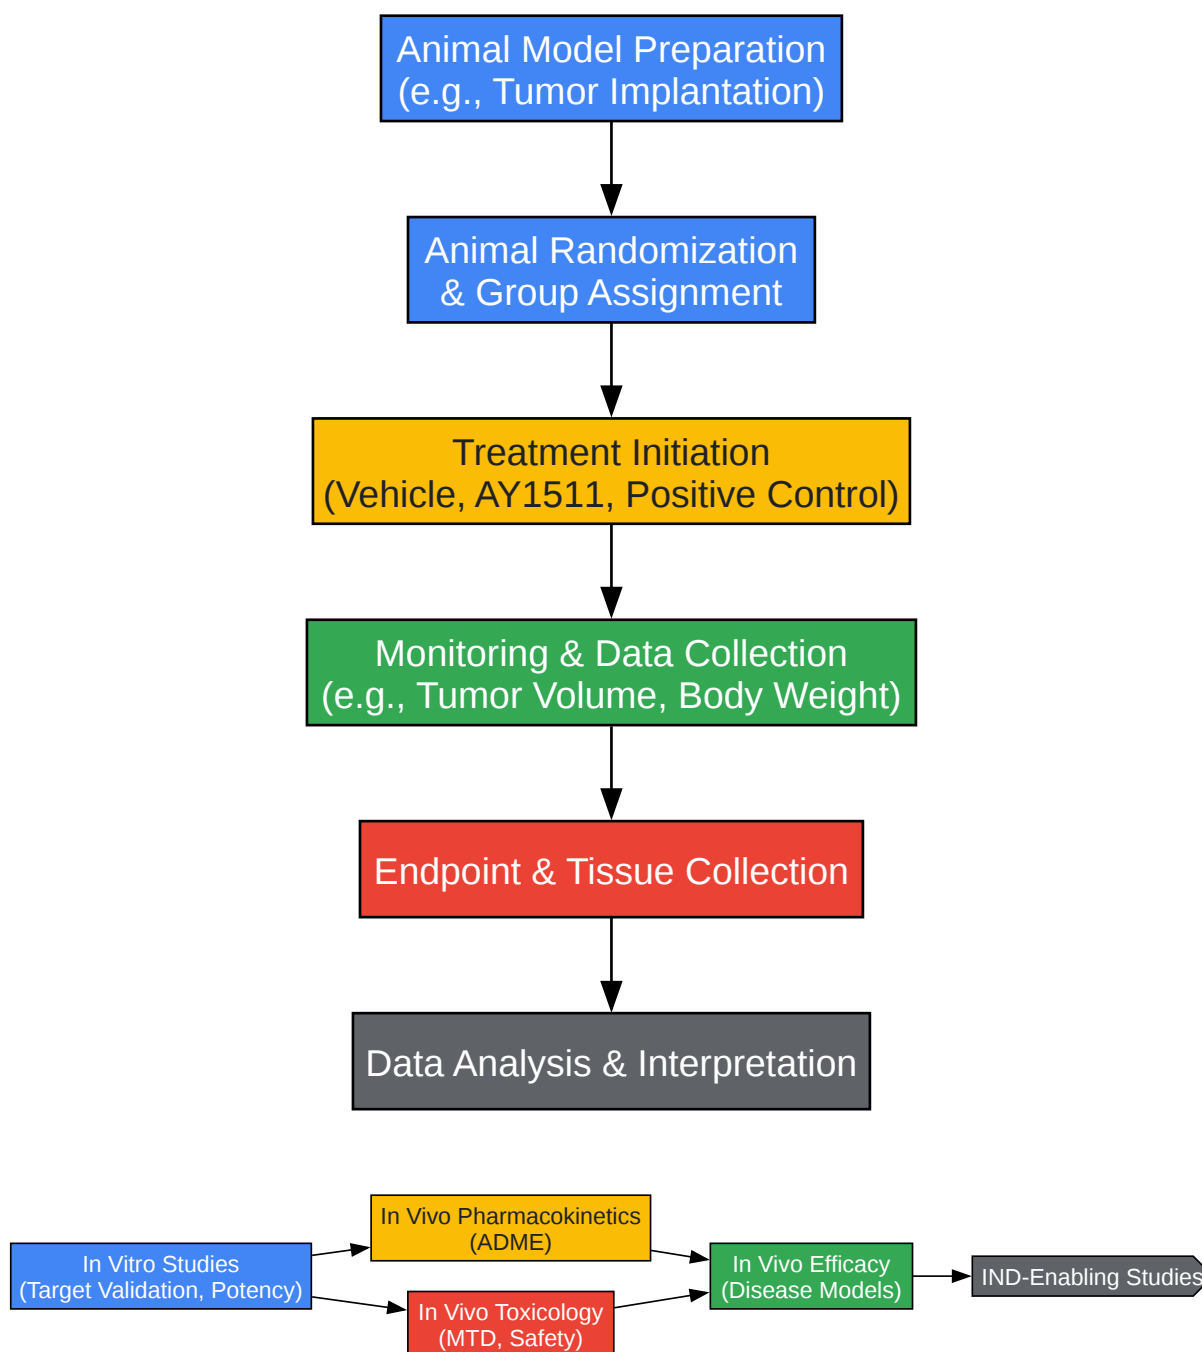 Animal Model Preparation
(e.g., Tumor Implantation)
Animal Randomization
& Group Assignment
Treatment Initiation
(Vehicle, AY1511, Positive Control)
Monitoring & Data Collection
(e.g., Tumor Volume, Body Weight)
Endpoint & Tissue Collection
Data Analysis & Interpretation
In Vitro Studies
(Target Validation, Potency)
In Vivo Pharmacokinetics
(ADME)
In Vivo Toxicology
(MTD, Safety)
In Vivo Efficacy
(Disease Models)
IND-Enabling Studies